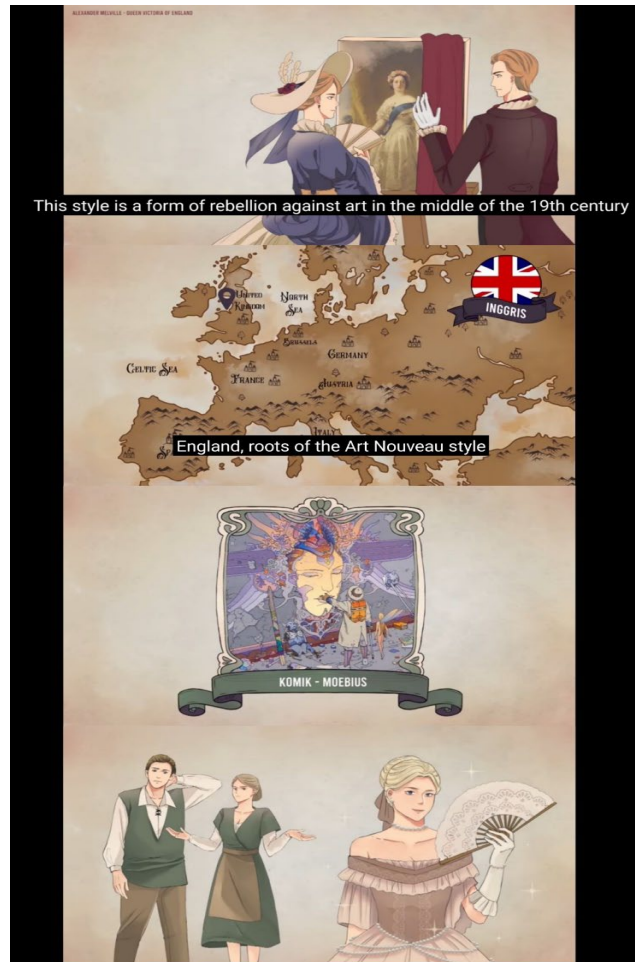 ALEXANDER MELVILLE - QUEEN VICTORIA OF ENGLAND
This style is a form of rebellion against art in the middle of the 19th century
United
Kingdom
North
Sea
INGGRIS
Germany
Celtic Sea
France
Austria
Italy
England, roots of the Art Nouveau style
KOMIK - MOEBIUS